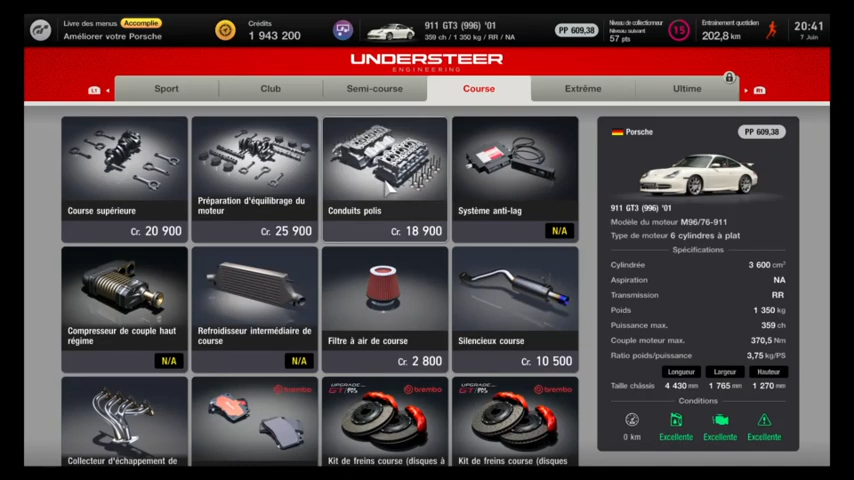 Livre des menus Accomplie
Améliorer votre Porsche
Crédits
1 943 200
911 GT3 (996) '01
359 ch / 1 350 kg / RR / NA
PP 609,38
Niveau de collectionneur
Niveau suivant
57 pts
15
Entraînement quotidien
202,8 km
20:41
7 Juin
UNDERSTEER
ENGINEERING
L1
Sport
Club
Semi-course
Course
Extrême
Ultime
R1
Course supérieure
Cr. 20 900
Préparation d'équilibrage du
moteur
Cr. 25 900
Conduits polis
Cr. 18 900
Système anti-lag
N/A
Compresseur de couple haut
régime
N/A
Refroidisseur intermédiaire de
course
N/A
Filtre à air de course
Cr. 2 800
Silencieux course
Cr. 10 500
Collecteur d'échappement de
brembo
UPGRADE
GT/PDS
brembo
Kit de freins course (disques à
UPGRADE
GT/PDS
brembo
Kit de freins course (disques
Porsche
PP 609,38
911 GT3 (996) '01
Modèle du moteur M96/76-911
Type de moteur 6 cylindres à plat
Spécifications
Cylindrée 3 600 cm³
Aspiration NA
Transmission RR
Poids 1 350 kg
Puissance max. 359 ch
Couple moteur max. 370,5 Nm
Ratio poids/puissance 3,75 kg/PS
Longueur Largeur Hauteur
Taille châssis 4 430 mm 1 765 mm 1 270 mm
Conditions
0 km Excellente Excellente Excellente